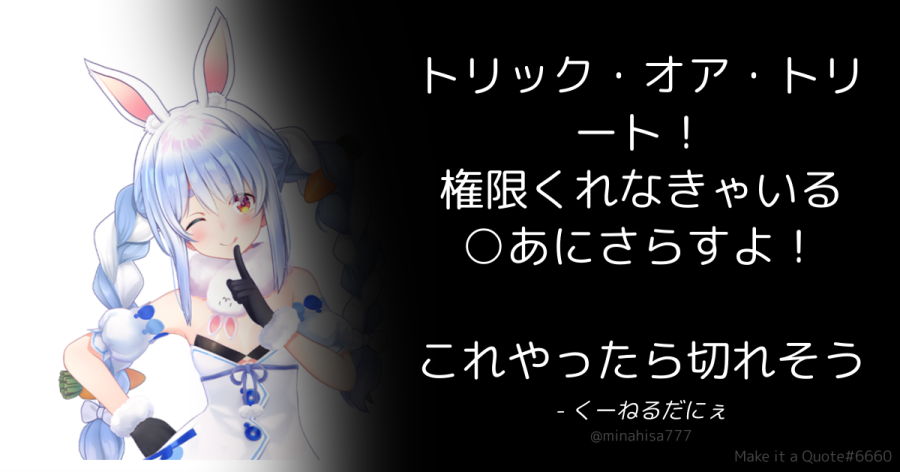 トリック・オア・トリ
ート！
権限くれなきゃいる
○あにさらすよ！
これやったら切れそう
- くーねるだにぇ
@minahisa777
Make it a Quote#6660